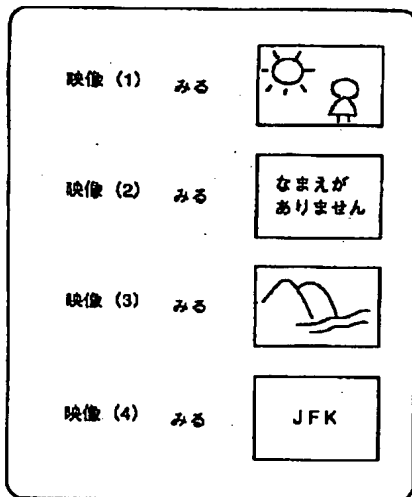 映像 (1) みる
映像 (2) みる
なまえが
ありません
映像 (3) みる
映像 (4) みる
JFK